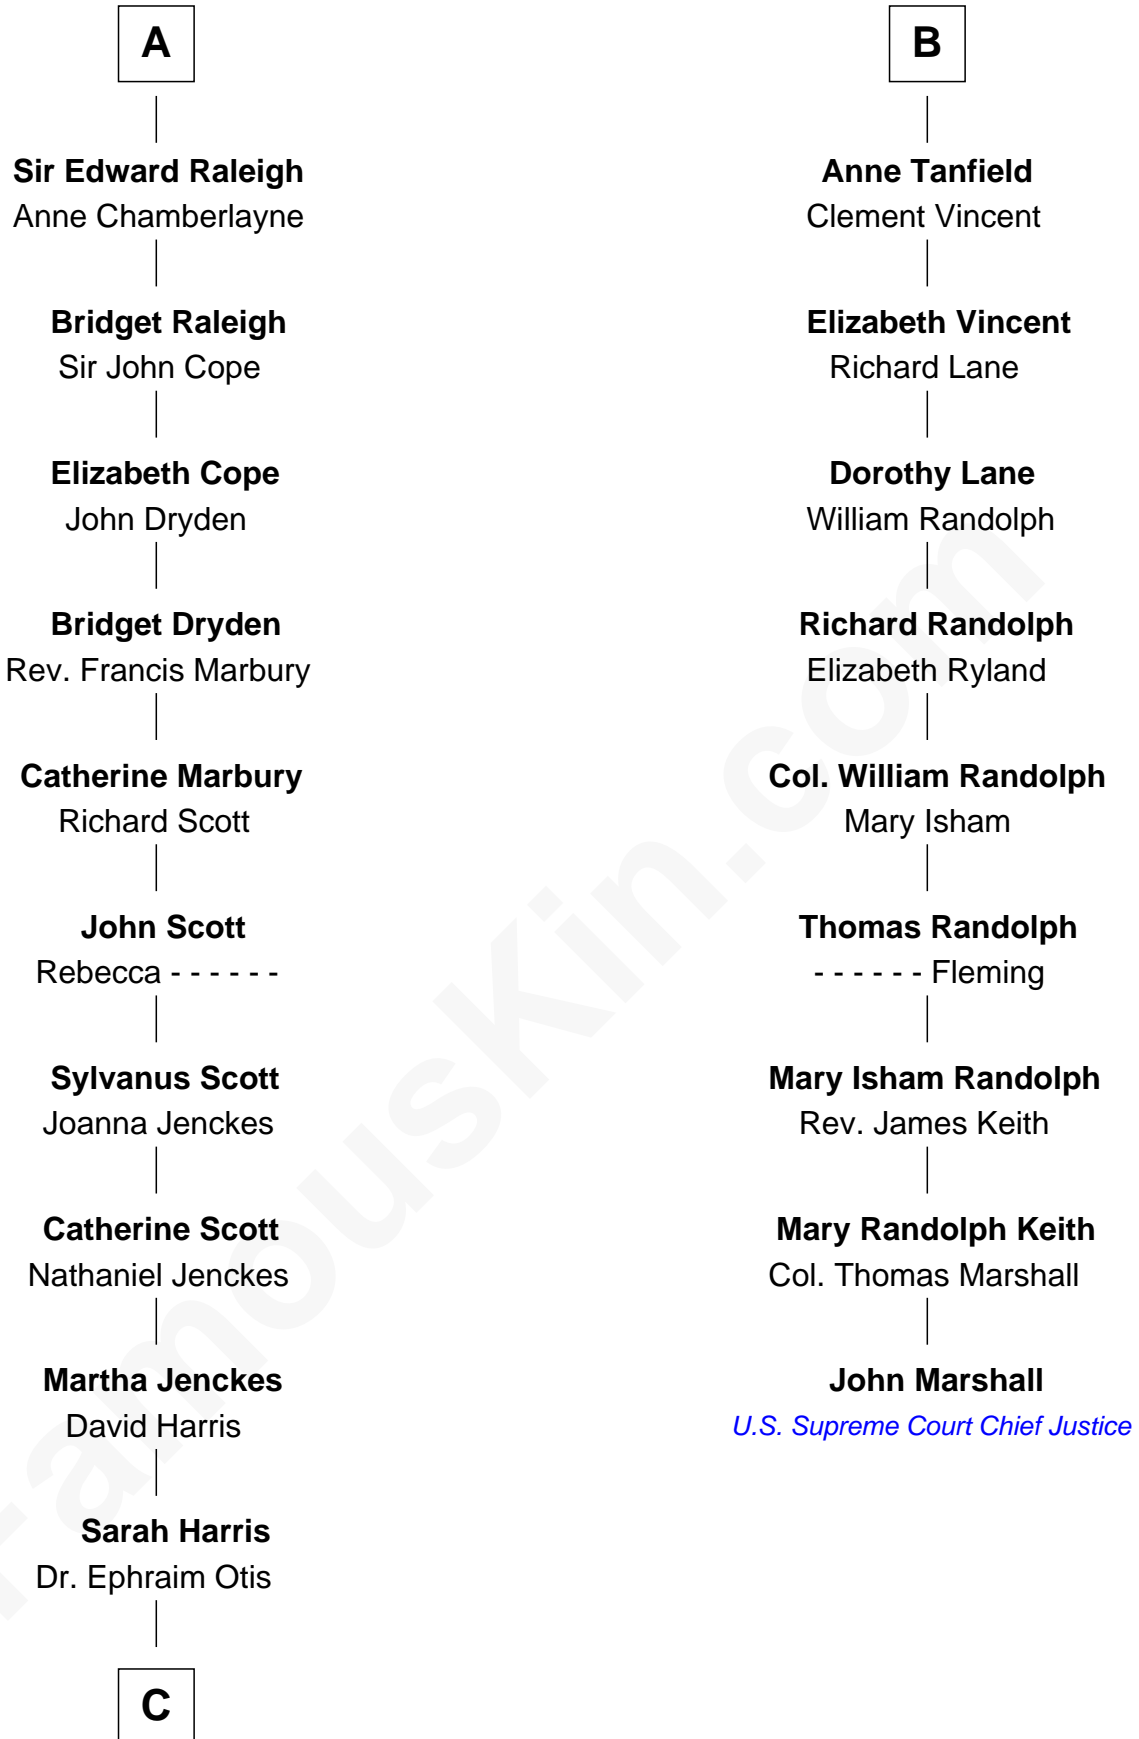 A
Sir Edward Raleigh
Anne Chamberlayne
Bridget Raleigh
Sir John Cope
Elizabeth Cope
John Dryden
Bridget Dryden
Rev. Francis Marbury
Catherine Marbury
Richard Scott
John Scott
Rebecca - - - - - -
Sylvanus Scott
Joanna Jenckes
Catherine Scott
Nathaniel Jenckes
Martha Jenckes
David Harris
Sarah Harris
Dr. Ephraim Otis
C
B
Anne Tanfield
Clement Vincent
Elizabeth Vincent
Richard Lane
Dorothy Lane
William Randolph
Richard Randolph
Elizabeth Ryland
Col. William Randolph
Mary Isham
Thomas Randolph
- - - - - - Fleming
Mary Isham Randolph
Rev. James Keith
Mary Randolph Keith
Col. Thomas Marshall
John Marshall
U.S. Supreme Court Chief Justice
FamousKin.com